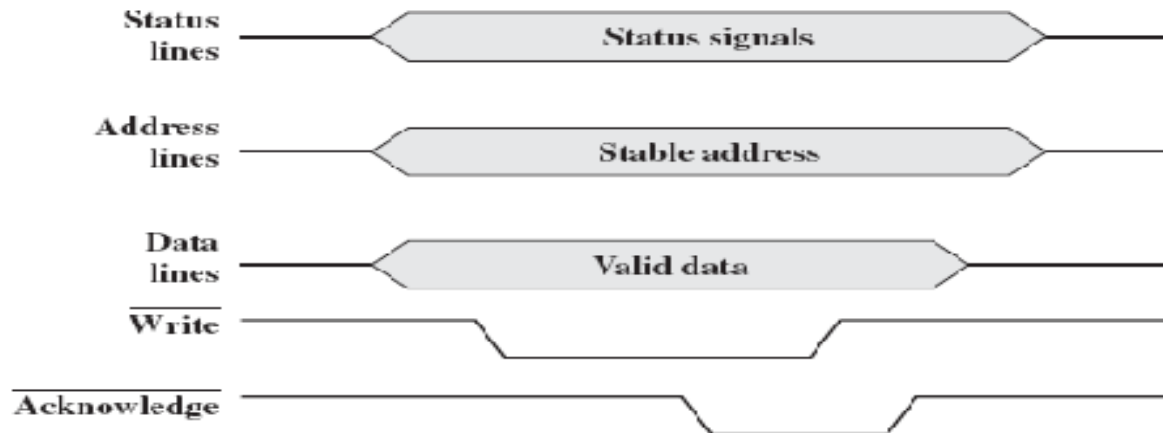 Status
lines
Status signals
Address
lines
Stable address
Data
lines
Valid data
Write
Acknowledge